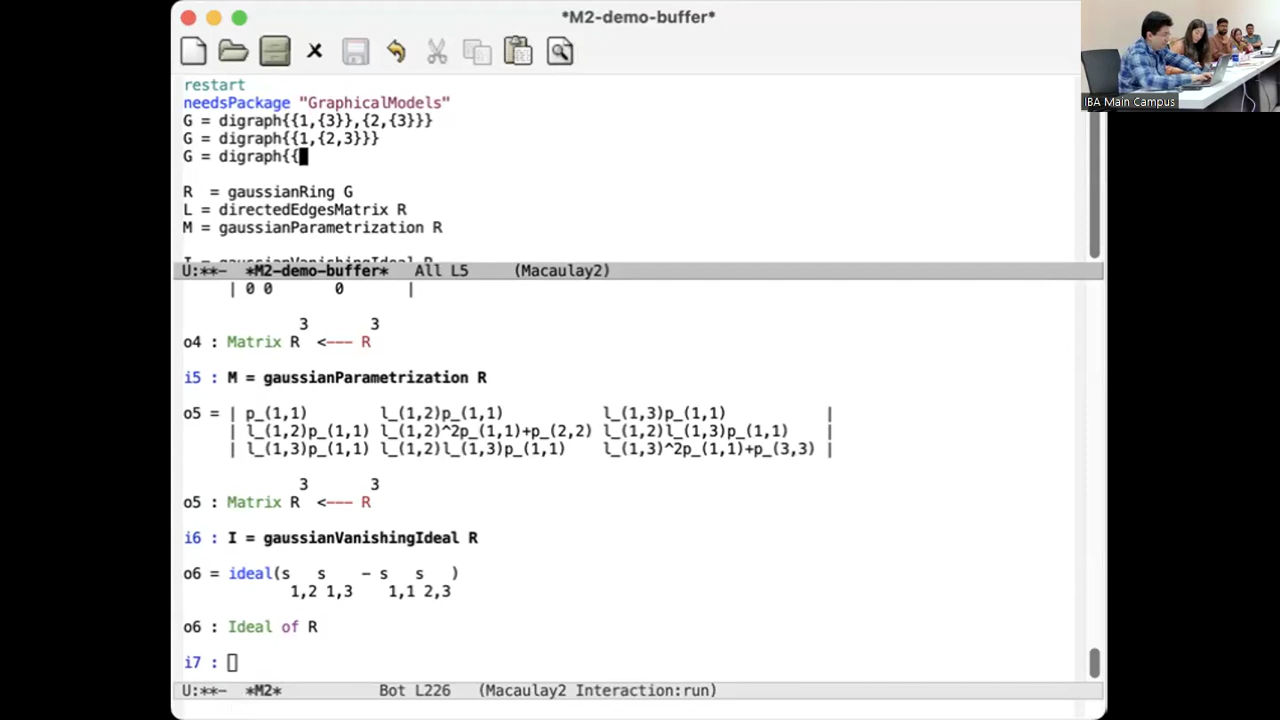 *M2-demo-buffer*
IBA Main Campus
restart
needsPackage "GraphicalModels"
G = digraph{{1,{3}},{2,{3}}}
G = digraph{{1,{2,3}}}
G = digraph{{
R  = gaussianRing G
L = directedEdgesMatrix R
M = gaussianParametrization R
I = gaussianVanishingIdeal R
U:**-  *M2-demo-buffer*   All L5     (Macaulay2)
| 0 0       0       |
3       3
o4 : Matrix R  <--- R
i5 : M = gaussianParametrization R
o5 = | p_(1,1)        l_(1,2)p_(1,1)           l_(1,3)p_(1,1)           |
| l_(1,2)p_(1,1) l_(1,2)^2p_(1,1)+p_(2,2) l_(1,2)l_(1,3)p_(1,1)    |
| l_(1,3)p_(1,1) l_(1,2)l_(1,3)p_(1,1)    l_(1,3)^2p_(1,1)+p_(3,3) |
3       3
o5 : Matrix R  <--- R
i6 : I = gaussianVanishingIdeal R
o6 = ideal(s   s    - s   s   )
1,2 1,3    1,1 2,3
o6 : Ideal of R
i7 :
U:**-  *M2*           Bot L226   (Macaulay2 Interaction:run)